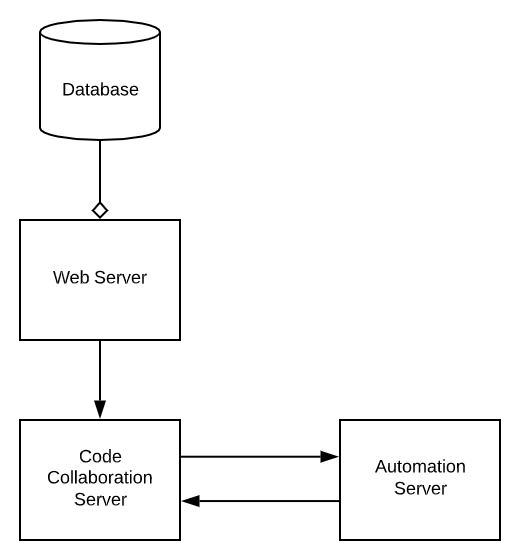 Database
Web Server
Code
Collaboration
Server
Automation
Server